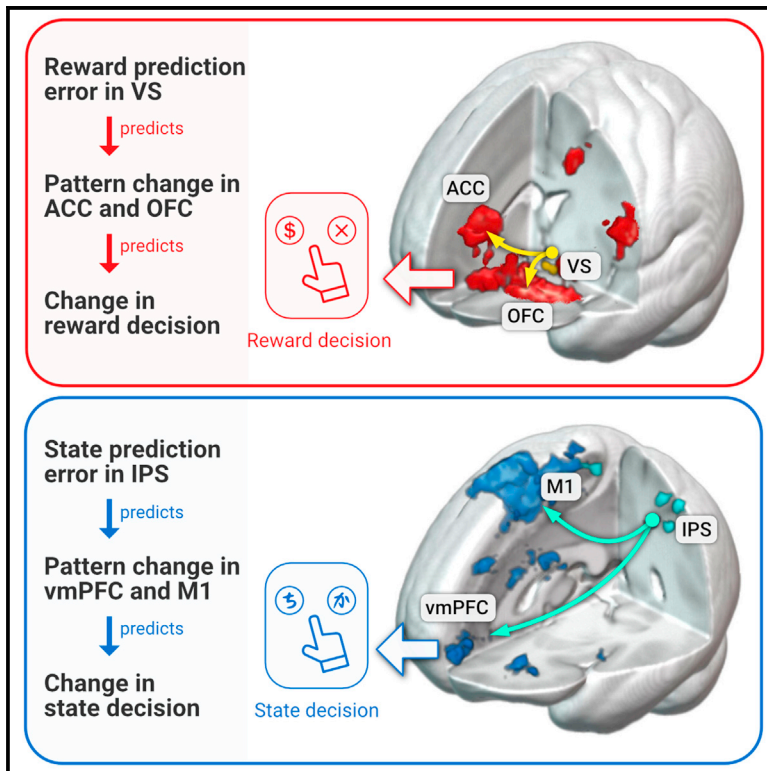 Reward prediction
error in VS
predicts
Pattern change in
ACC and OFC
predicts
Change in
reward decision
$ ×
Reward decision
ACC
VS
OFC
State prediction
error in IPS
predicts
Pattern change in
vmPFC and M1
predicts
Change in
state decision
ち か
State decision
M1
IPS
vmPFC